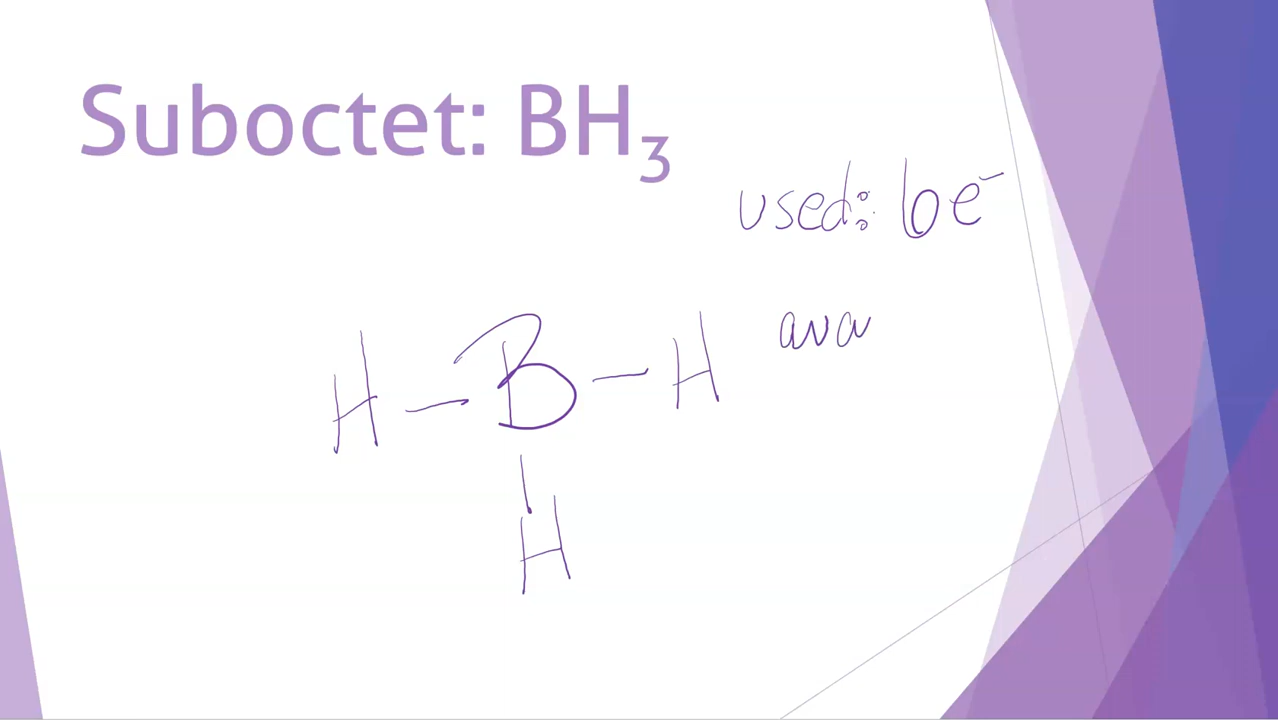 Suboctet: BH₃
used: 6e⁻
ava
H - B - H
|
H